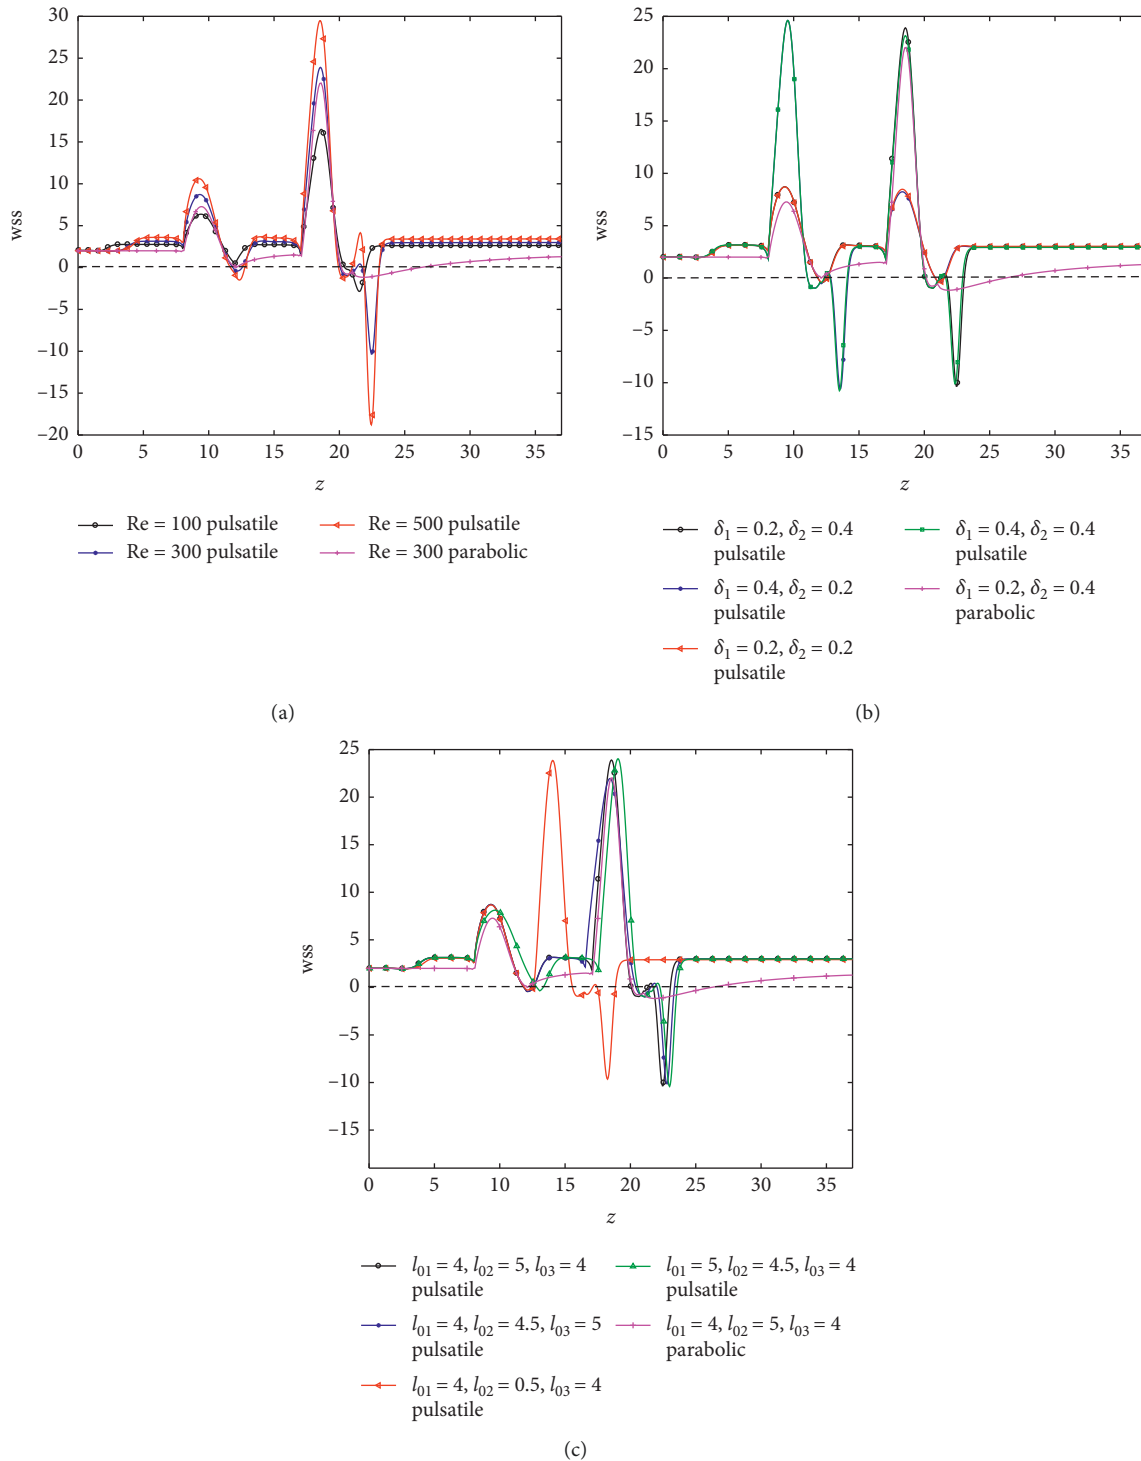 30
25
20
15
10
5
0
−5
−10
−15
−20
wss
0 5 10 15 20 25 30 35
z
Re = 100 pulsatile
Re = 300 pulsatile
Re = 500 pulsatile
Re = 300 parabolic
(a)
25
20
15
10
5
0
−5
−10
−15
wss
0 5 10 15 20 25 30 35
z
δ1 = 0.2, δ2 = 0.4
pulsatile
δ1 = 0.4, δ2 = 0.2
pulsatile
δ1 = 0.2, δ2 = 0.2
pulsatile
δ1 = 0.4, δ2 = 0.4
pulsatile
δ1 = 0.2, δ2 = 0.4
parabolic
(b)
25
20
15
10
5
0
−5
−10
−15
wss
0 5 10 15 20 25 30 35
z
l01 = 4, l02 = 5, l03 = 4
pulsatile
l01 = 4, l02 = 4.5, l03 = 5
pulsatile
l01 = 4, l02 = 0.5, l03 = 4
pulsatile
l01 = 5, l02 = 4.5, l03 = 4
pulsatile
l01 = 4, l02 = 5, l03 = 4
parabolic
(c)